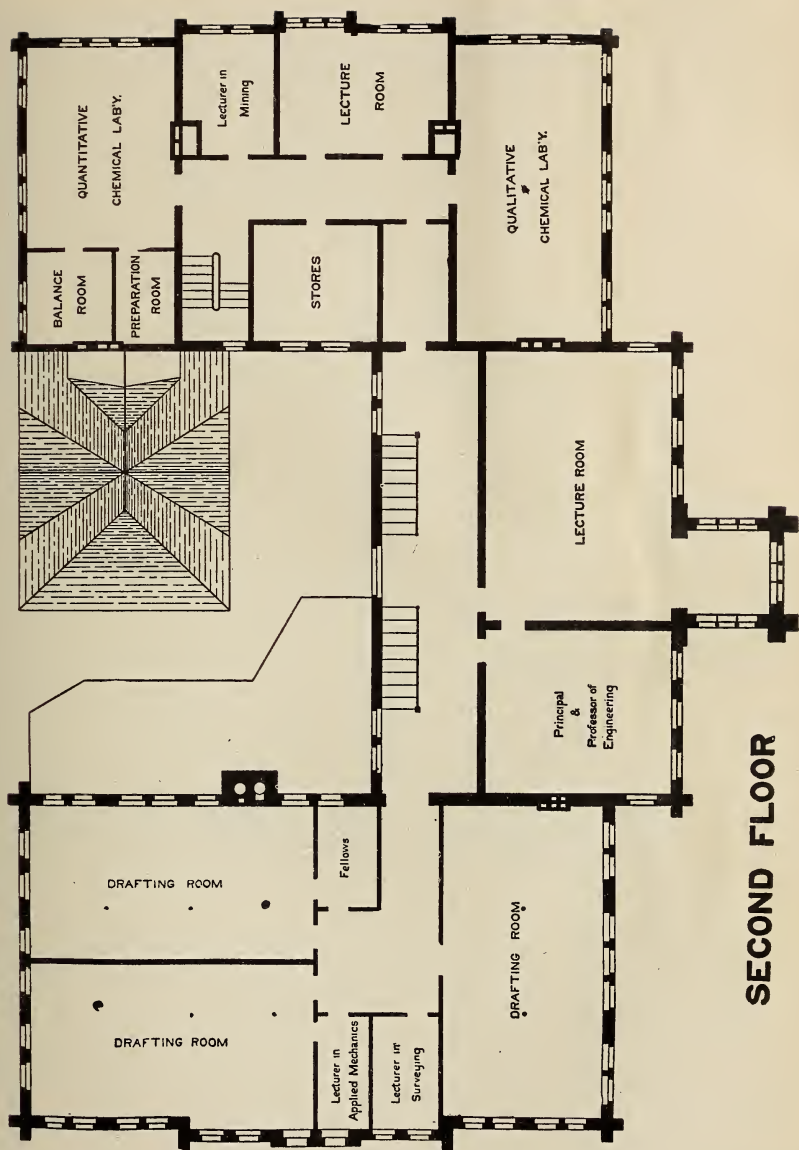 QUANTITATIVE
CHEMICAL LAB'Y.
Lecturer in
Mining
LECTURE
ROOM
BALANCE
ROOM
PREPARATION
ROOM
STORES
QUALITATIVE
CHEMICAL LAB'Y.
LECTURE ROOM
Principal
&
Professor of
Engineering
DRAFTING ROOM
Fellows
DRAFTING ROOM
Lecturer in
Applied Mechanics
Lecturer in
Surveying
DRAFTING ROOM
SECOND FLOOR